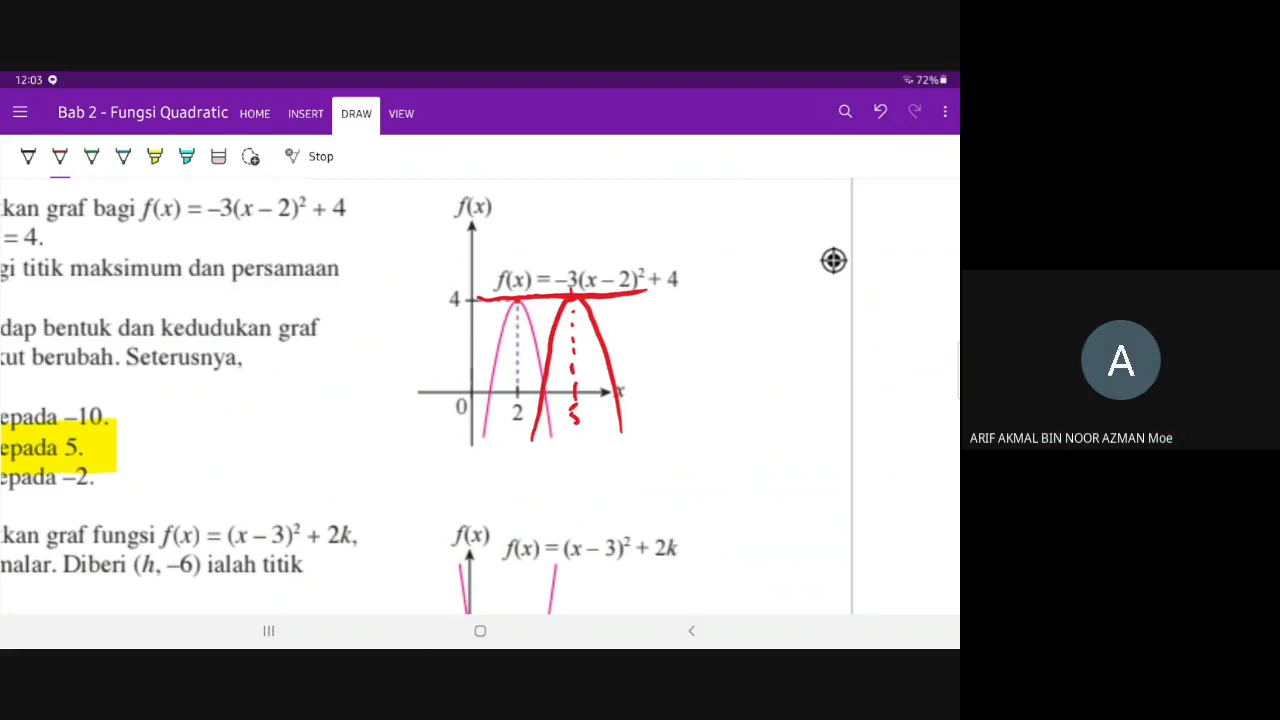 12:03
72%
Bab 2 - Fungsi Quadratic
HOME
INSERT
DRAW
VIEW
Stop
kan graf bagi f(x) = –3(x – 2)² + 4
= 4.
gi titik maksimum dan persamaan
dap bentuk dan kedudukan graf
kut berubah. Seterusnya,
epada –10.
epada 5.
epada –2.
f(x)
f(x) = –3(x – 2)² + 4
4
0
2
5
x
kan graf fungsi f(x) = (x – 3)² + 2k,
malar. Diberi (h, –6) ialah titik
f(x)
f(x) = (x – 3)² + 2k
A
ARIF AKMAL BIN NOOR AZMAN Moe